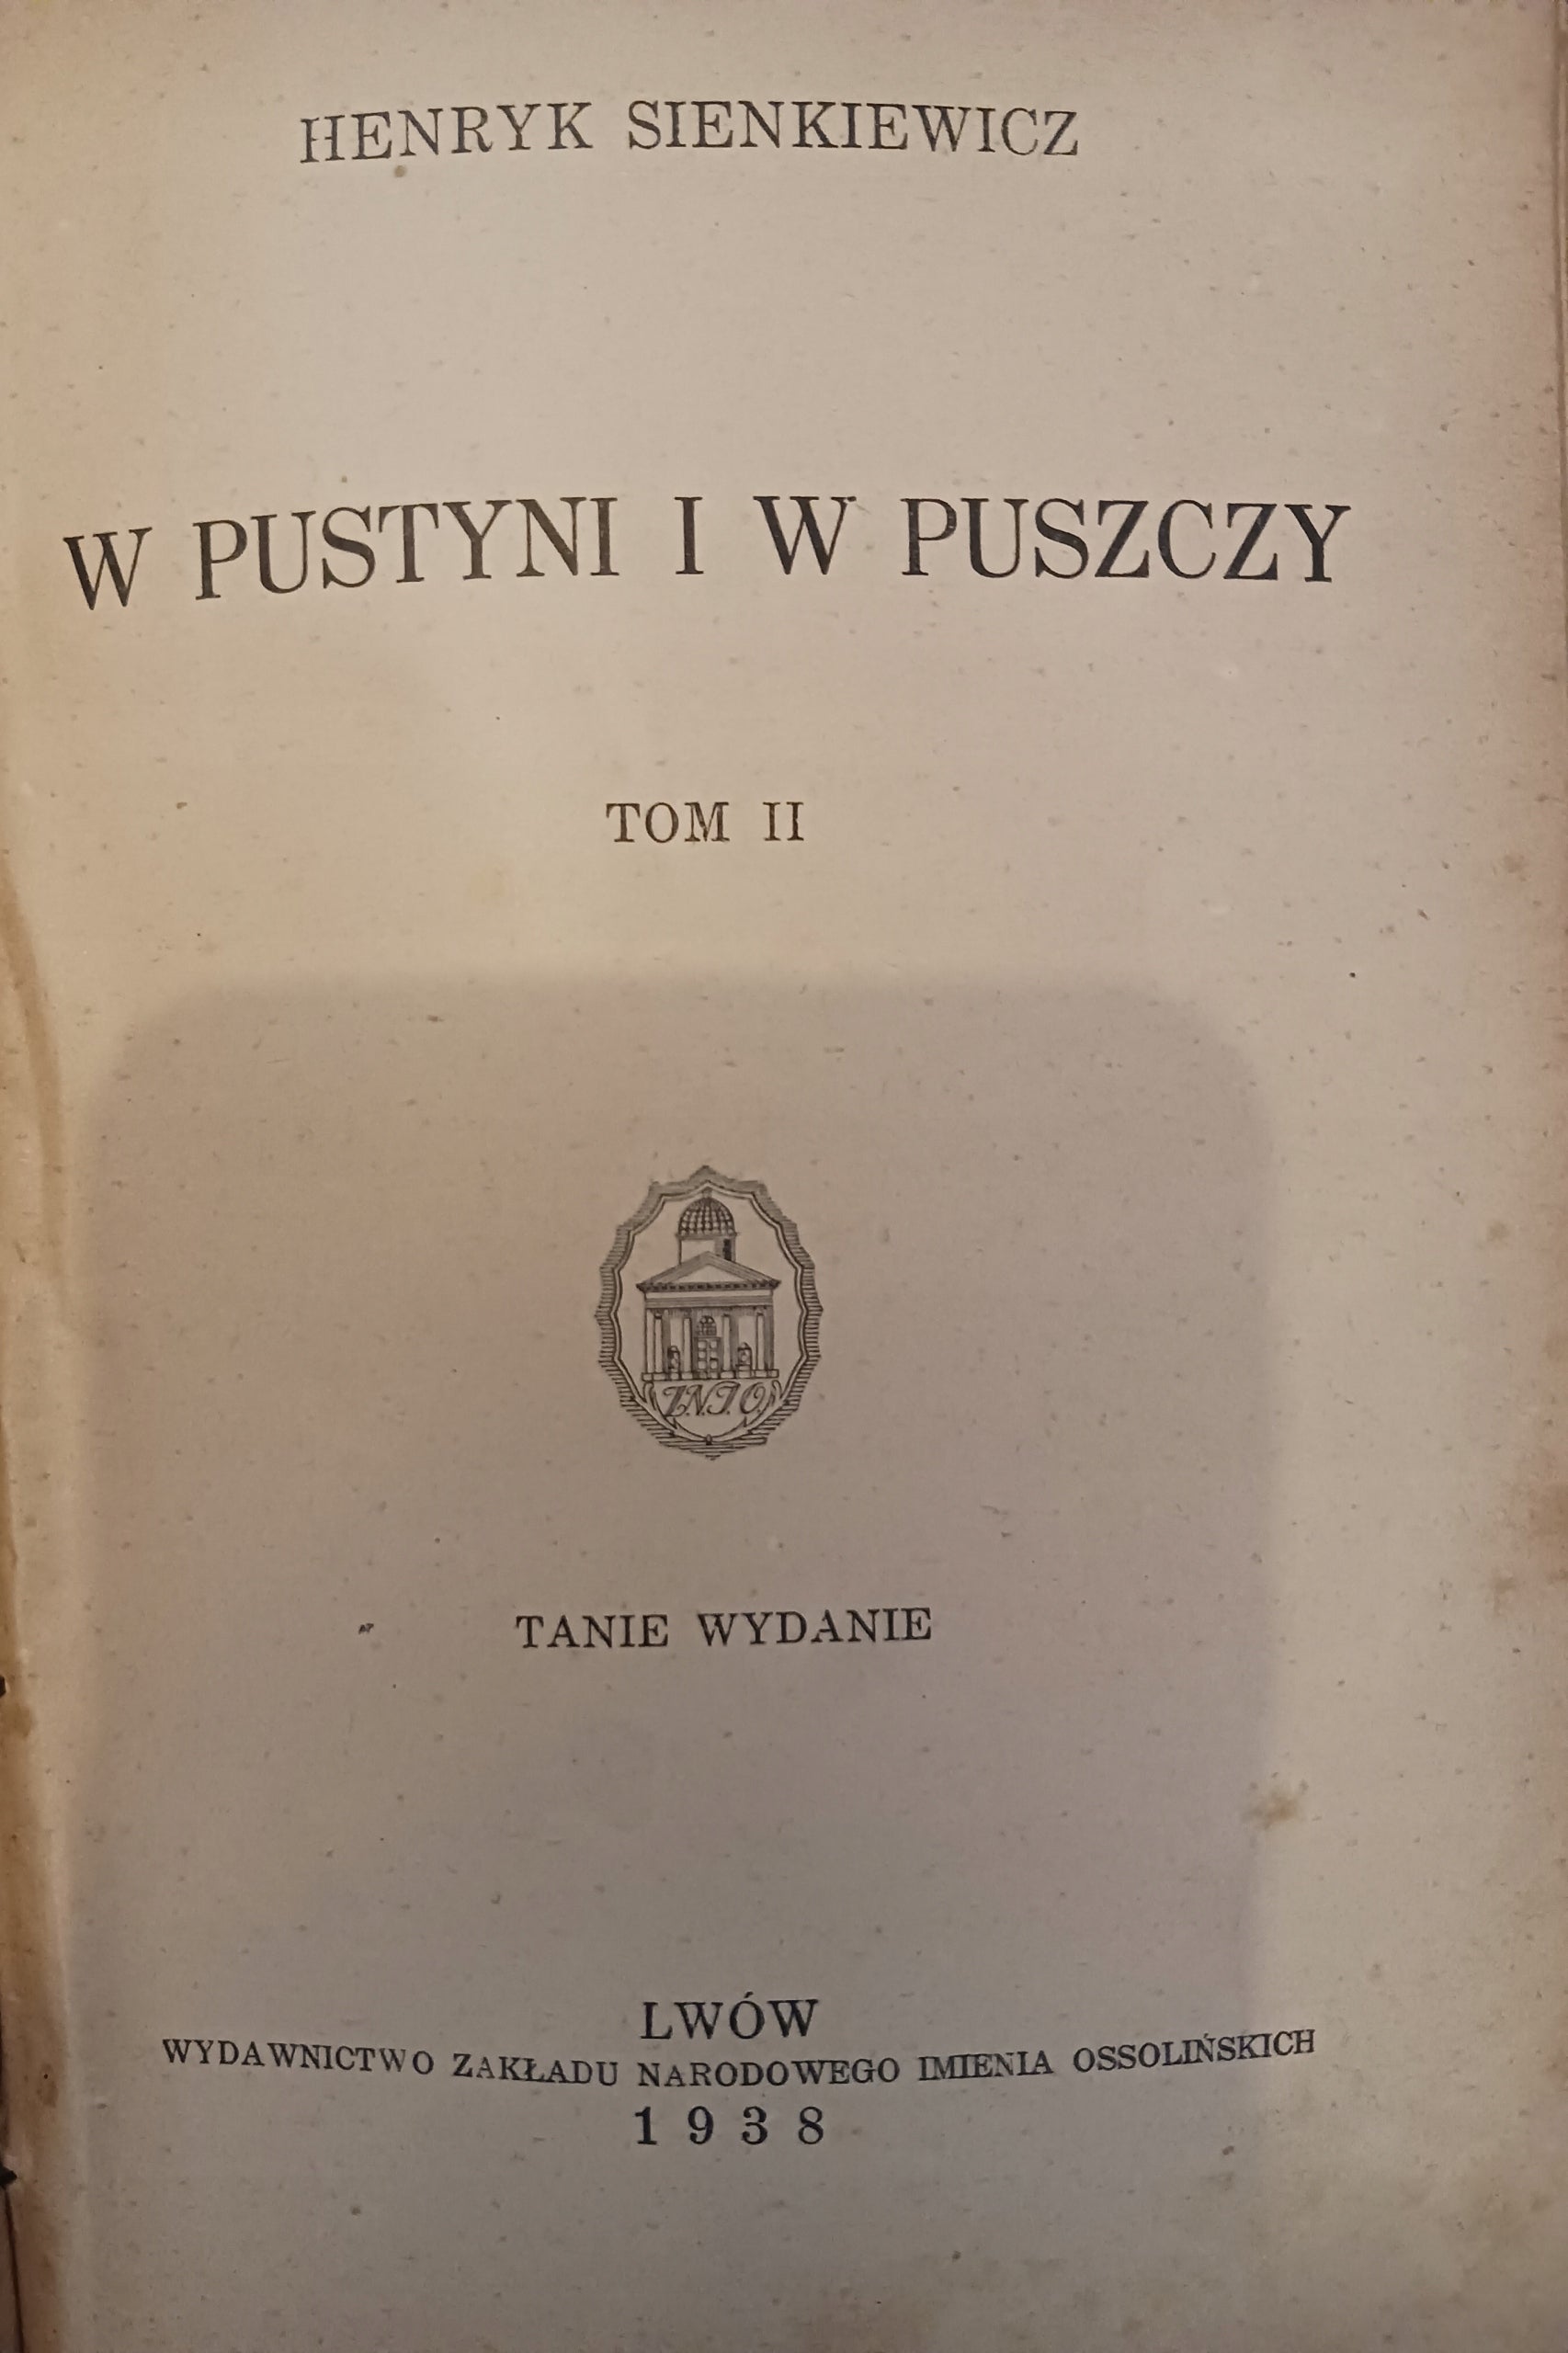 HENRYK SIENKIEWICZ
W PUSTYNI I W PUSZCZY
TOM II
Z.N.I.O.
TANIE WYDANIE
LWÓW
WYDAWNICTWO ZAKŁADU NARODOWEGO IMIENIA OSSOLIŃSKICH
1938